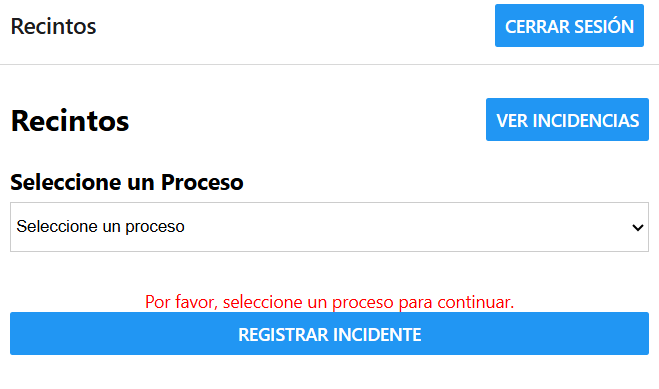 Recintos
CERRAR SESIÓN
Recintos
VER INCIDENCIAS
Seleccione un Proceso
Seleccione un proceso
Por favor, seleccione un proceso para continuar.
REGISTRAR INCIDENTE